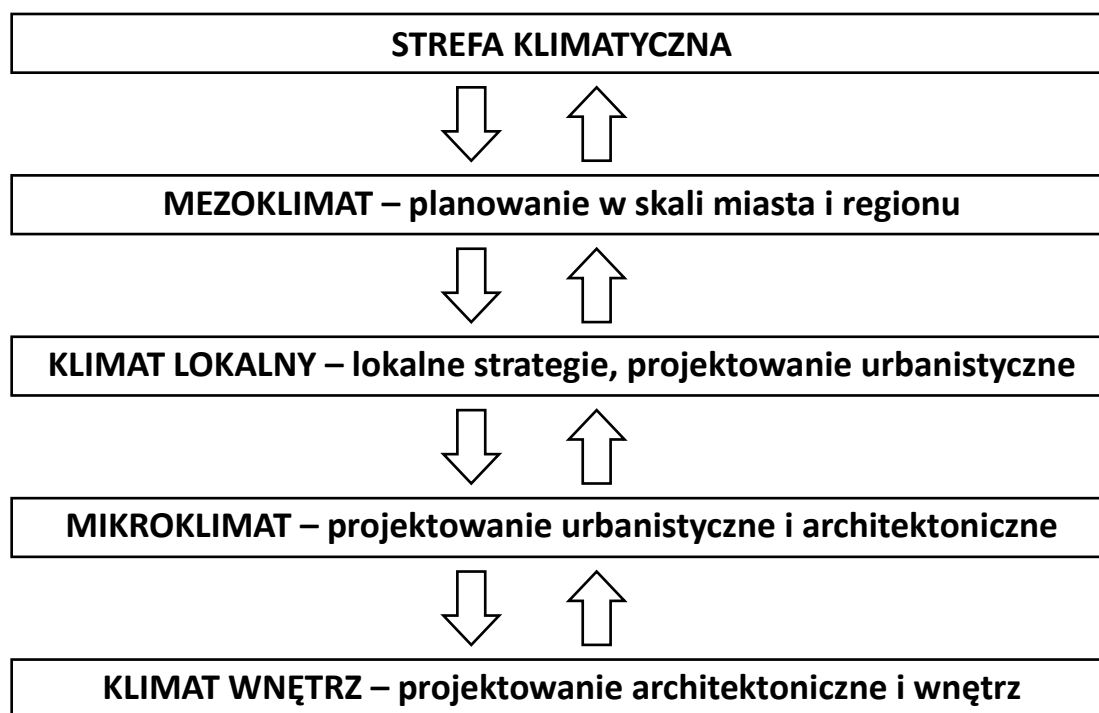 STREFA KLIMATYCZNA
MEZOKLIMAT – planowanie w skali miasta i regionu
KLIMAT LOKALNY – lokalne strategie, projektowanie urbanistyczne
MIKROKLIMAT – projektowanie urbanistyczne i architektoniczne
KLIMAT WNĘTRZ – projektowanie architektoniczne i wnętrz